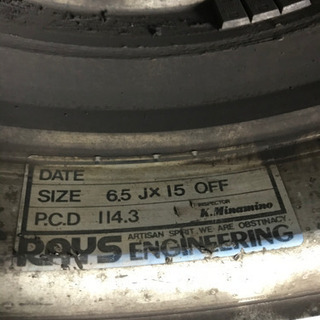 DATE
SIZE 6.5 J× 15 OFF
P.C.D 114.3
INSPECTOR
K.Minamino
ARTISAN SPIRIT WE ARE OBSTINACY.
RAYS ENGINEERING